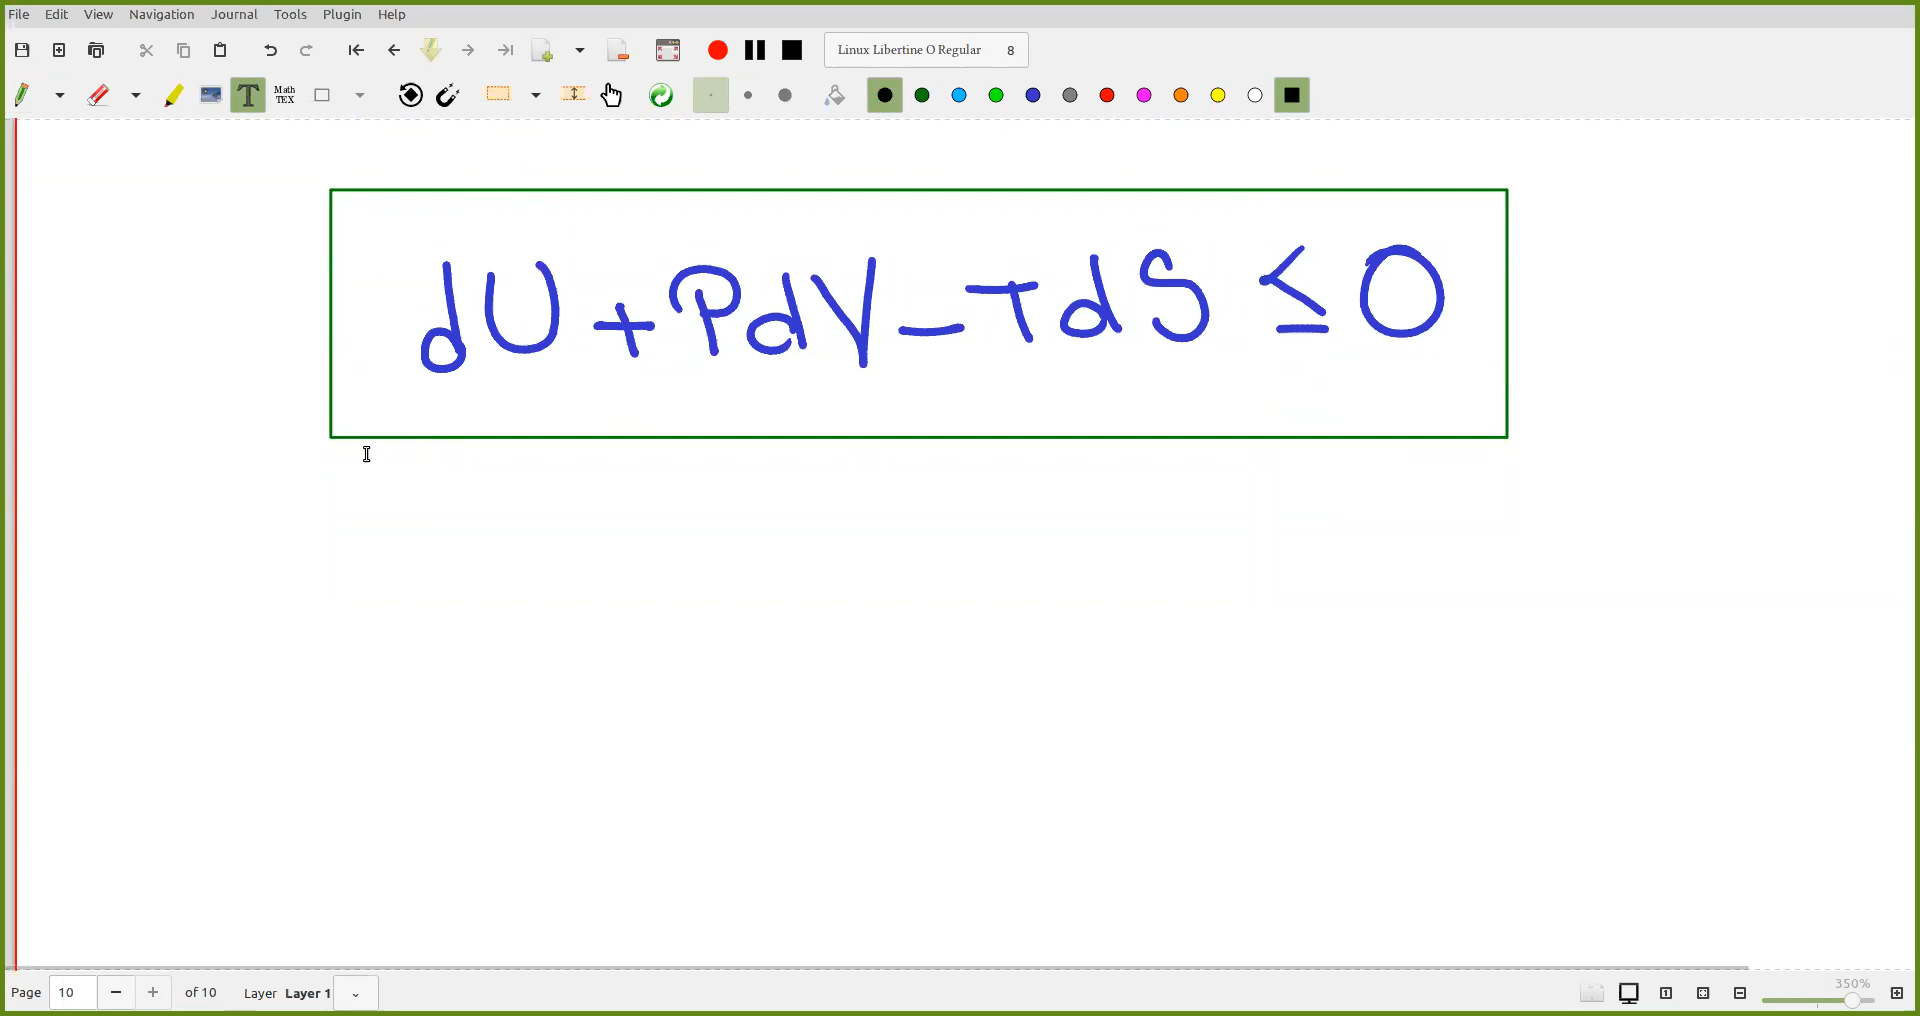 File Edit View Navigation Journal Tools Plugin Help
Linux Libertine O Regular 8
Math TEX
dU + PdV - TdS ≤ 0
Page 10 of 10 Layer Layer 1 350%